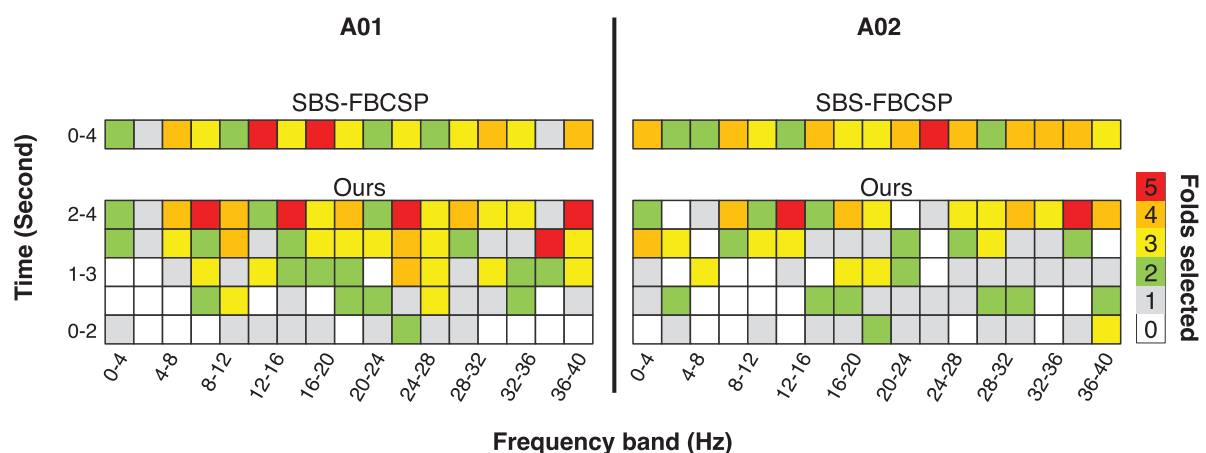 A01
A02
SBS-FBCSP
SBS-FBCSP
0-4
Ours
Ours
2-4
1-3
0-2
Time (Second)
0-4 4-8 8-12 12-16 16-20 20-24 24-28 28-32 32-36 36-40
0-4 4-8 8-12 12-16 16-20 20-24 24-28 28-32 32-36 36-40
Frequency band (Hz)
5
4
3
2
1
0
Folds selected